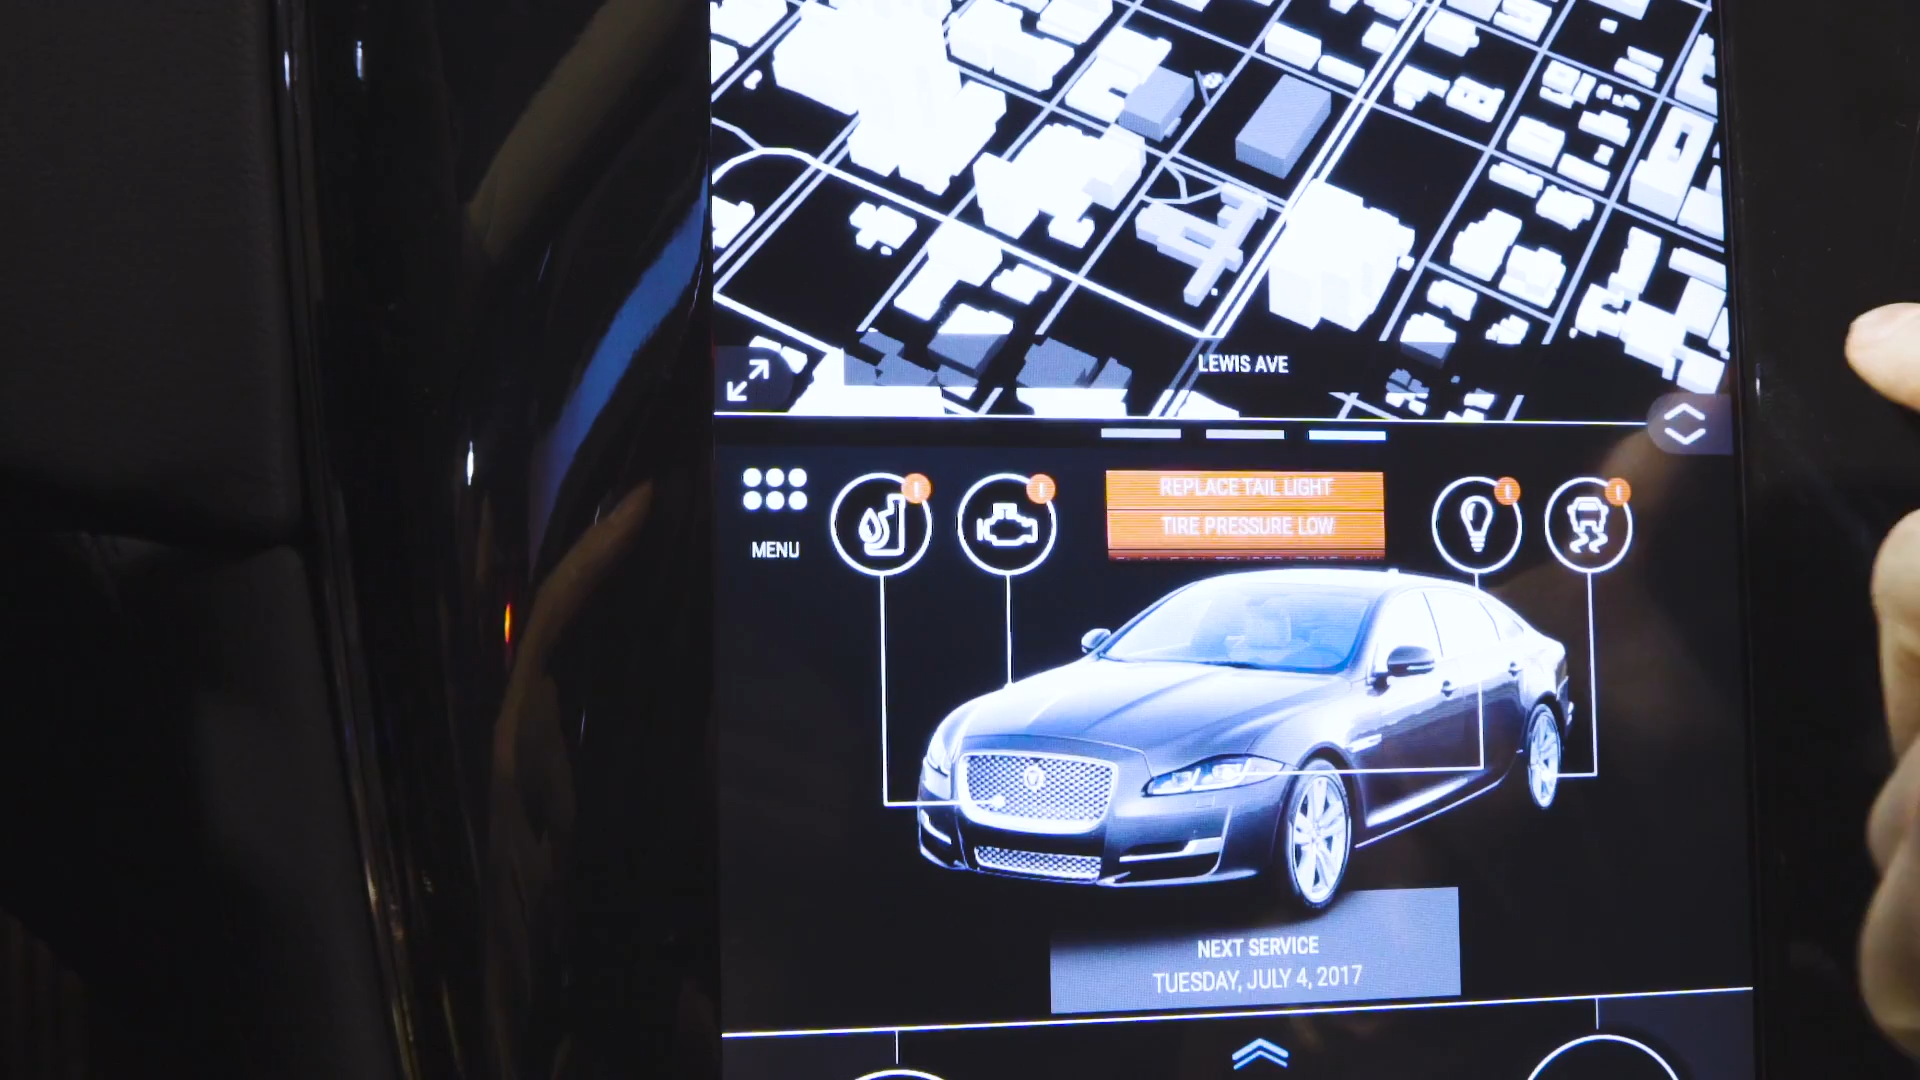 LEWIS AVE
MENU
REPLACE TAIL LIGHT
TIRE PRESSURE LOW
NEXT SERVICE
TUESDAY, JULY 4, 2017